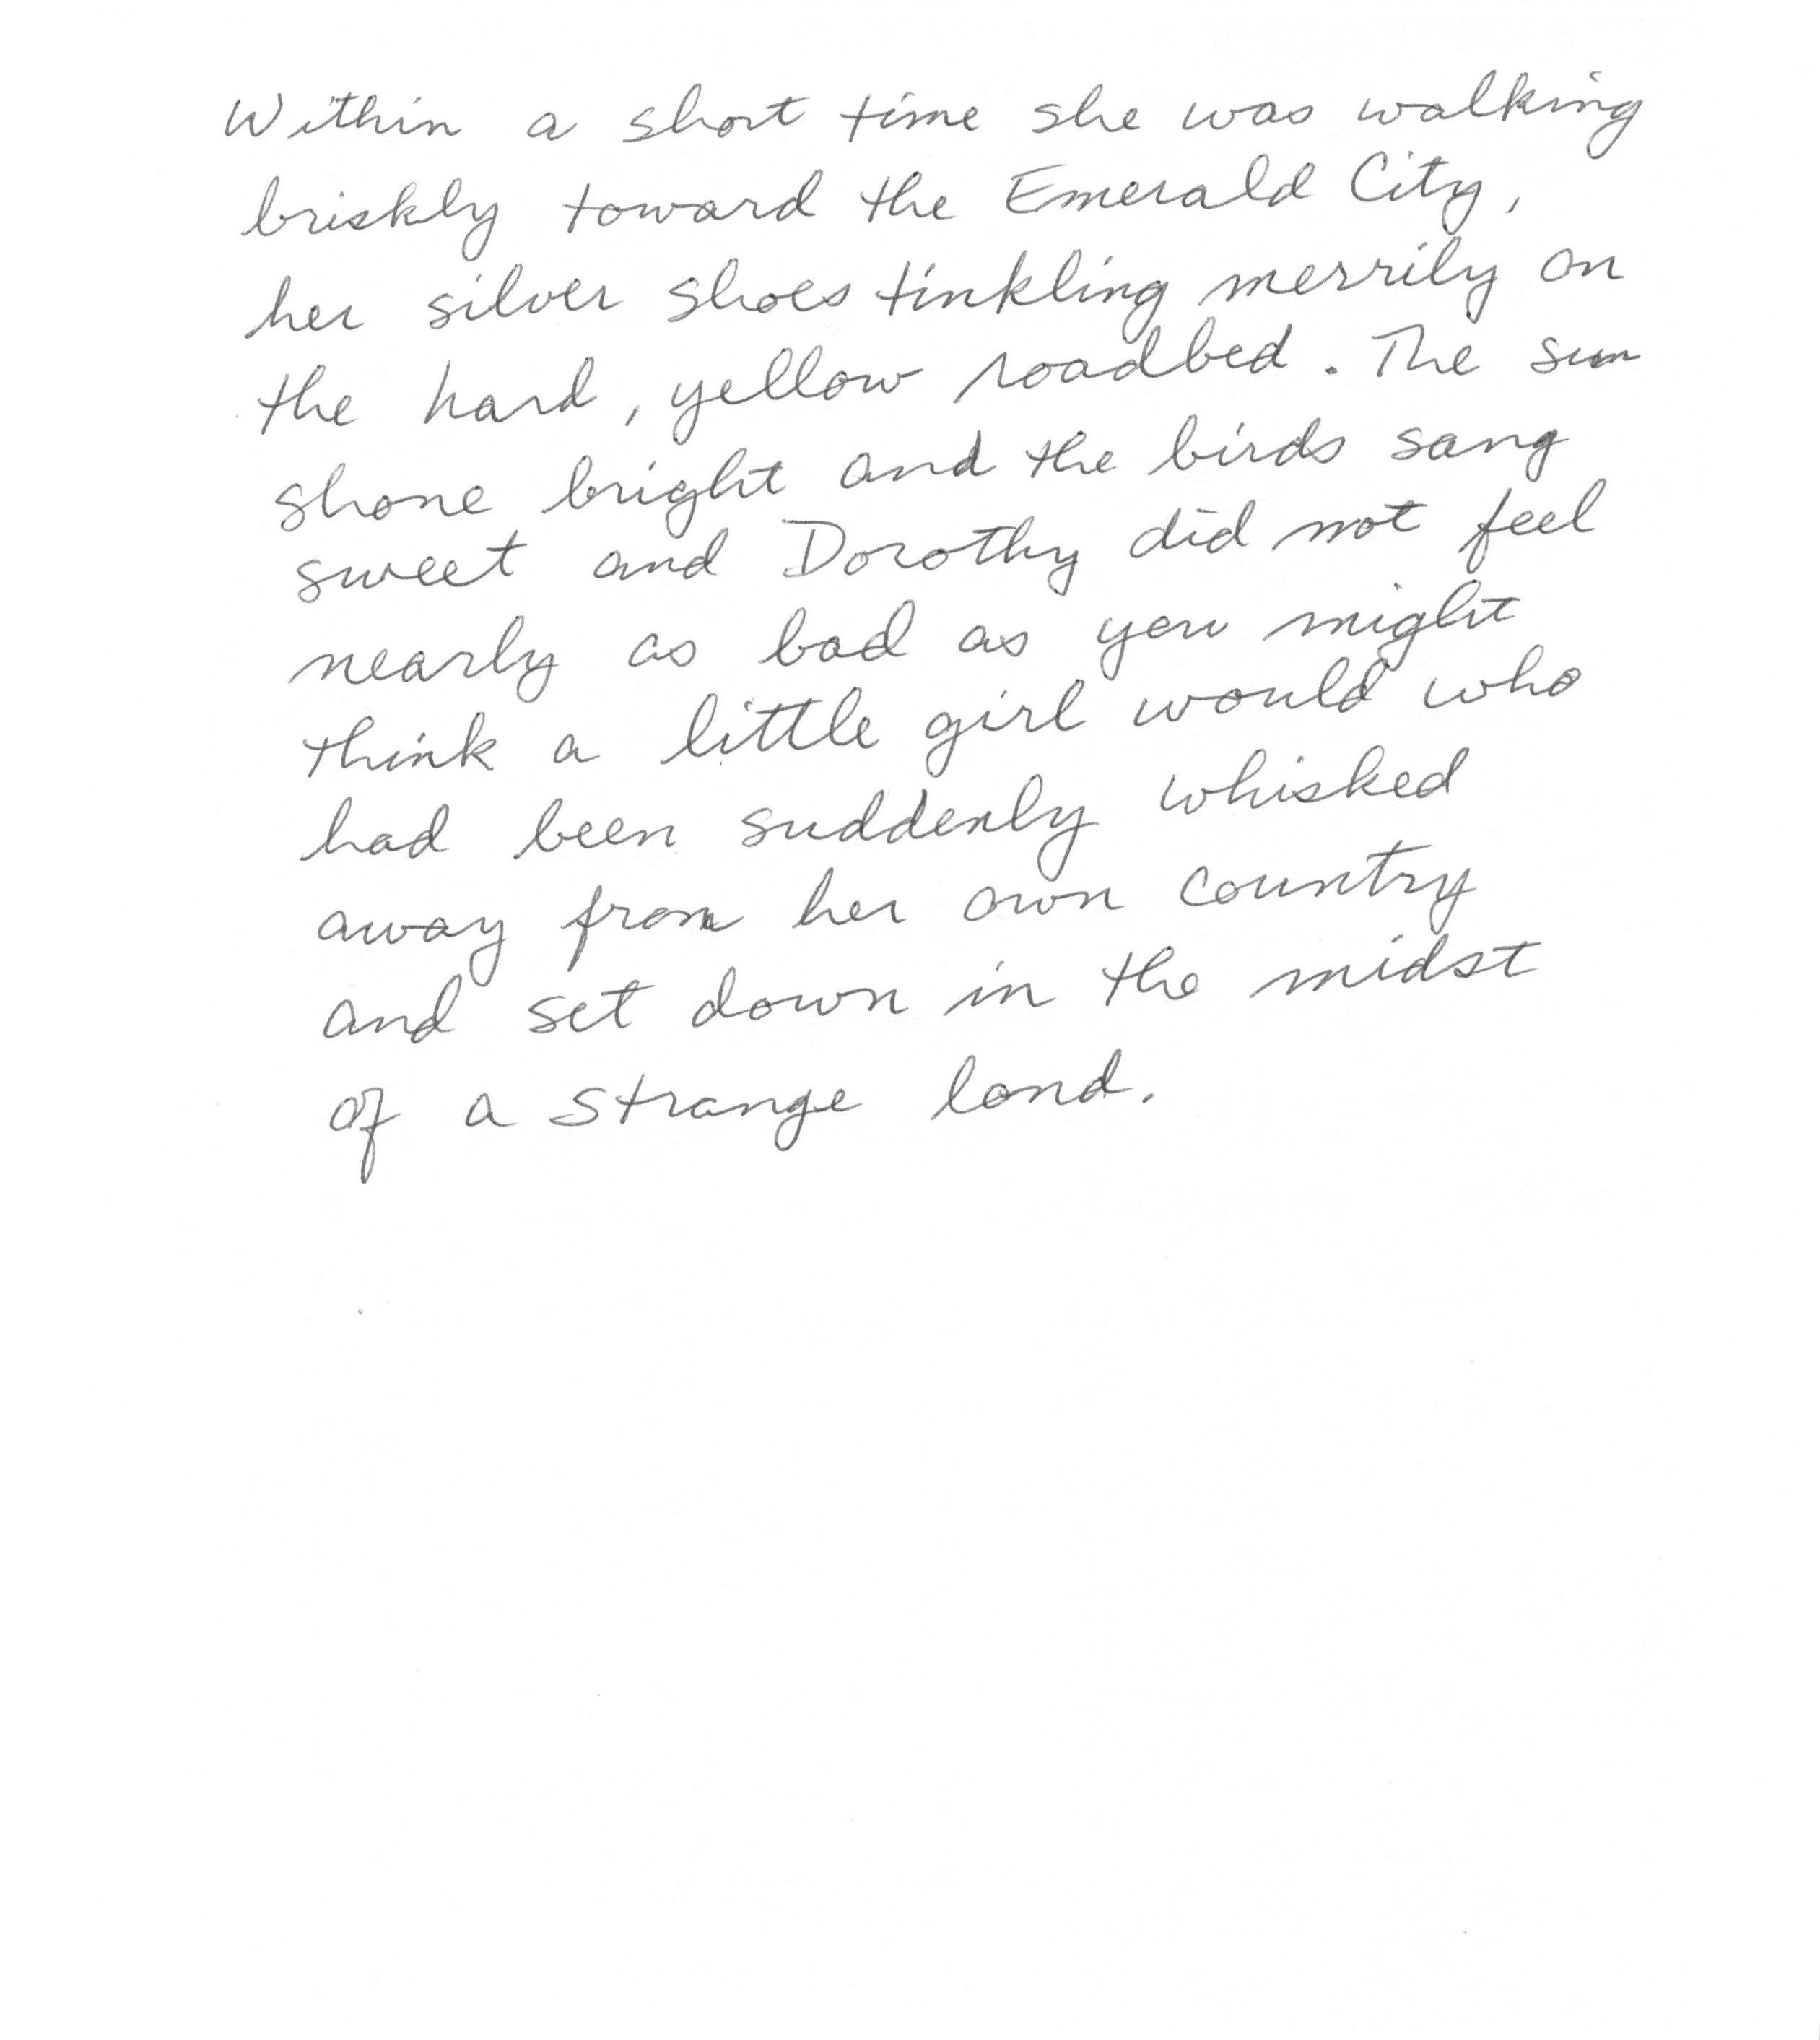 Within a short time she was walking
briskly toward the Emerald City,
her silver shoes tinkling merrily on
the hard, yellow roadbed. The sun
shone bright and the birds sang
sweet and Dorothy did not feel
nearly as bad as you might
think a little girl would who
had been suddenly whisked
away from her own country
and set down in the midst
of a strange land.